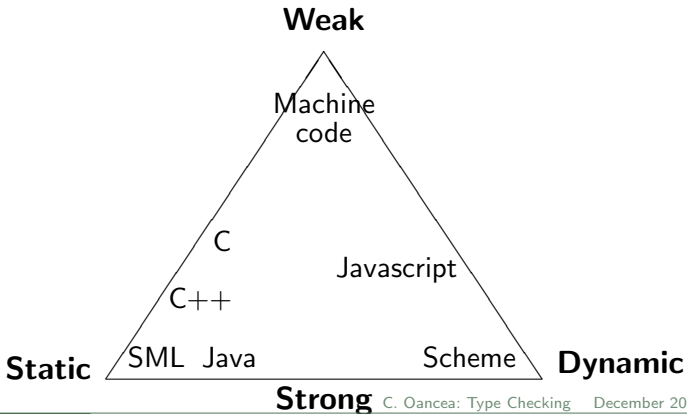 Weak
Machine
code
C
Javascript
C++
SML Java Scheme
Static
Dynamic
Strong
C. Oancea: Type Checking December 20